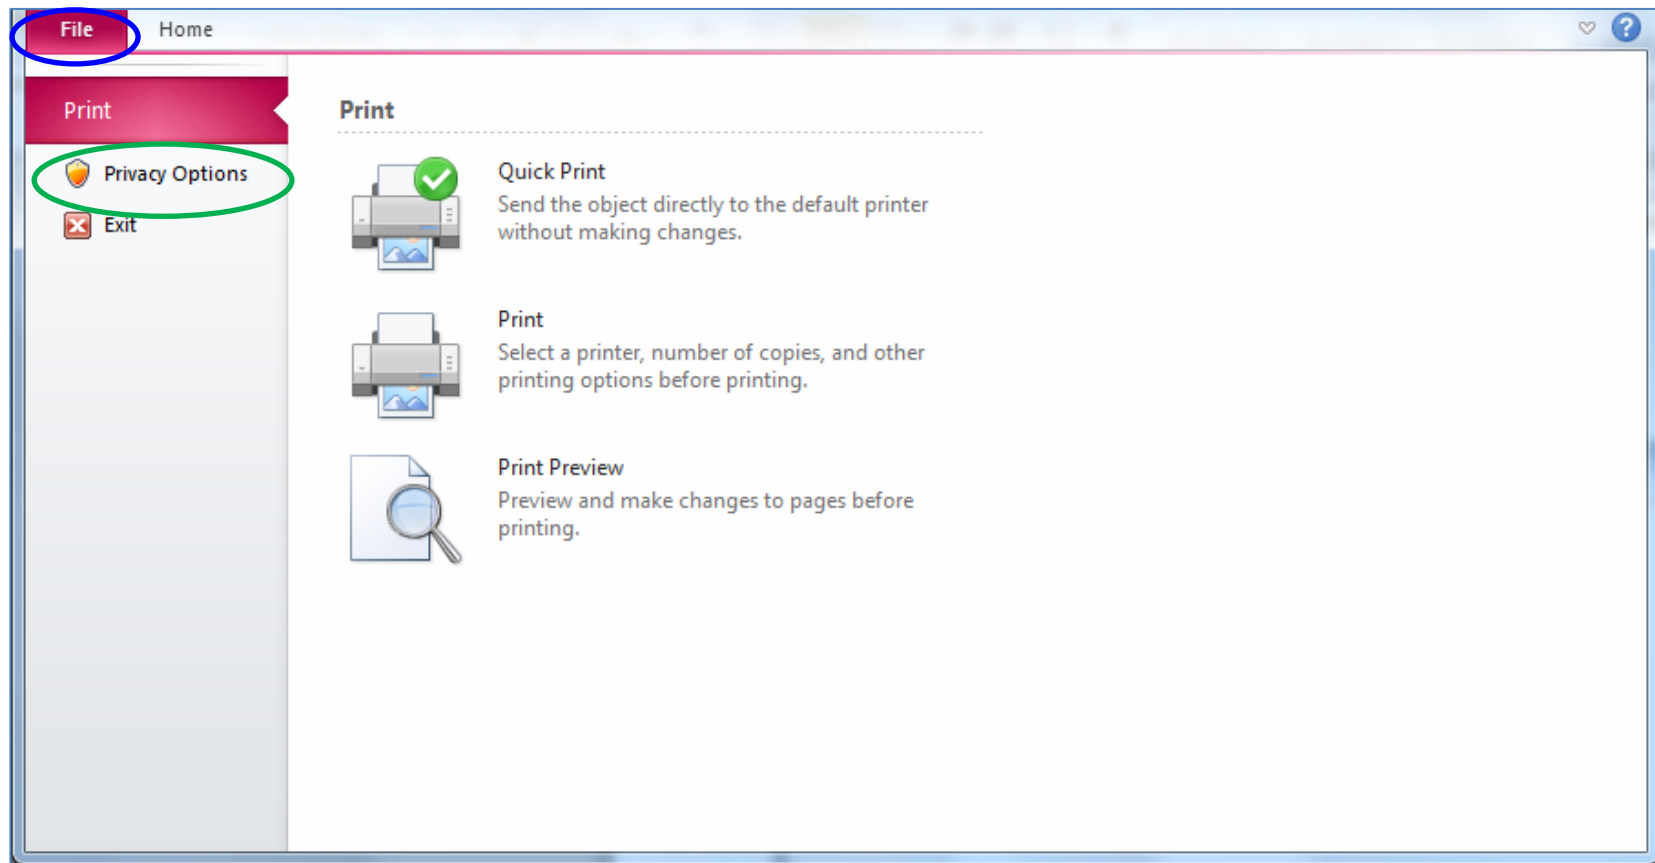 File Home
Print
Privacy Options
Exit
Print
Quick Print
Send the object directly to the default printer
without making changes.
Print
Select a printer, number of copies, and other
printing options before printing.
Print Preview
Preview and make changes to pages before
printing.